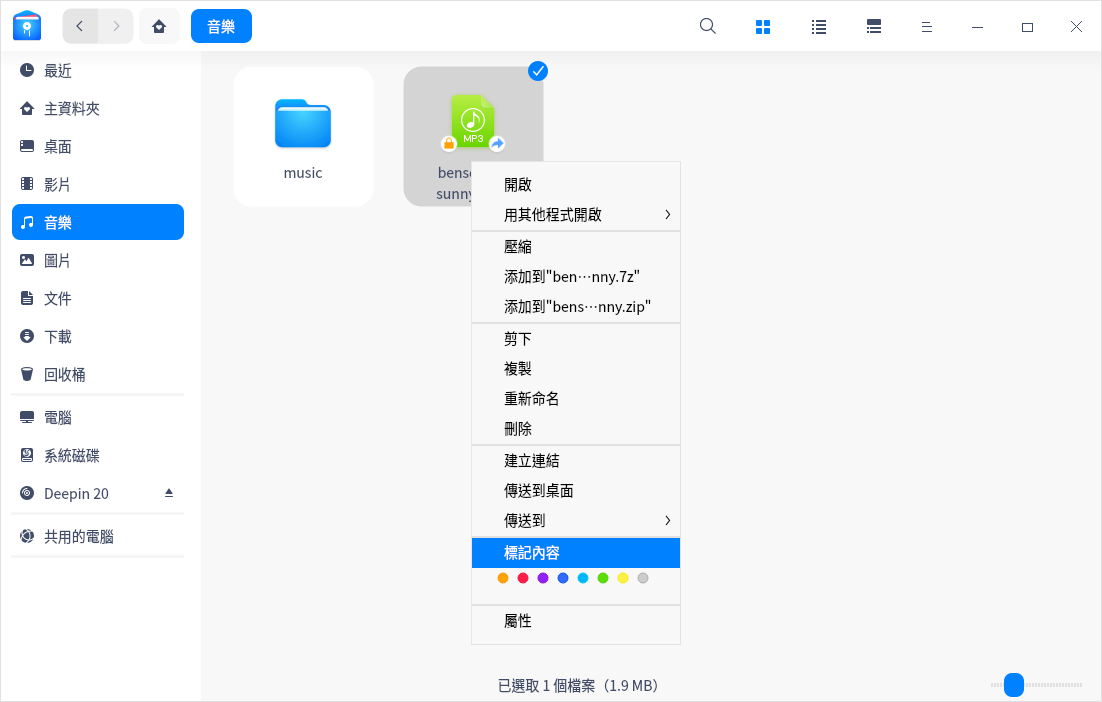 音樂
最近
主資料夾
桌面
影片
音樂
圖片
文件
下載
回收桶
電腦
系統磁碟
Deepin 20
共用的電腦
music
MP3
sunny
開啟
用其他程式開啟
壓縮
添加到"ben⋯nny.7z"
添加到"bens⋯nny.zip"
剪下
複製
重新命名
刪除
建立連結
傳送到桌面
傳送到
標記內容
屬性
已選取 1 個檔案（1.9 MB）